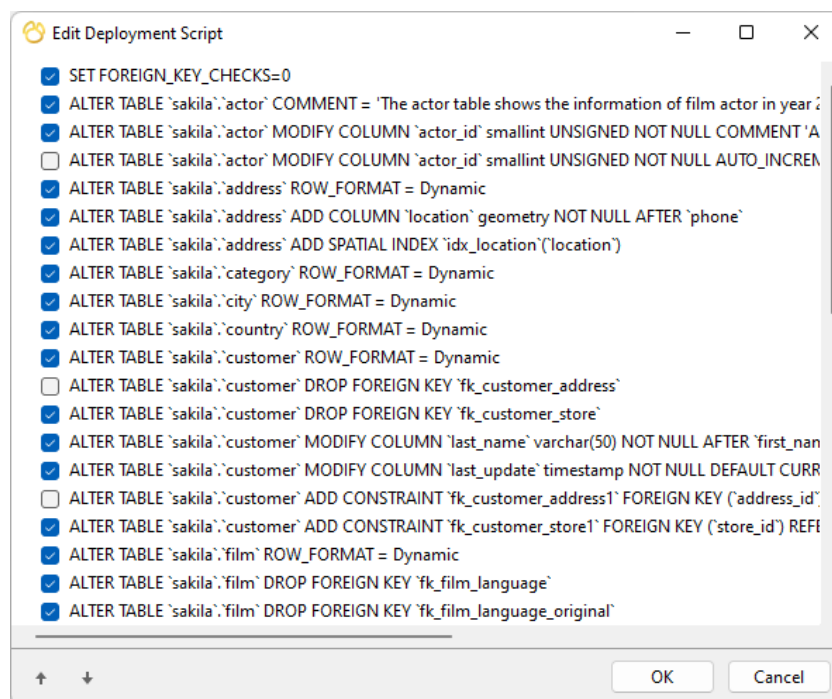 Edit Deployment Script
SET FOREIGN_KEY_CHECKS=0
ALTER TABLE `sakila`.`actor` COMMENT = 'The actor table shows the information of film actor in year 2
ALTER TABLE `sakila`.`actor` MODIFY COLUMN `actor_id` smallint UNSIGNED NOT NULL COMMENT 'A
ALTER TABLE `sakila`.`actor` MODIFY COLUMN `actor_id` smallint UNSIGNED NOT NULL AUTO_INCREM
ALTER TABLE `sakila`.`address` ROW_FORMAT = Dynamic
ALTER TABLE `sakila`.`address` ADD COLUMN `location` geometry NOT NULL AFTER `phone`
ALTER TABLE `sakila`.`address` ADD SPATIAL INDEX `idx_location`(`location`)
ALTER TABLE `sakila`.`category` ROW_FORMAT = Dynamic
ALTER TABLE `sakila`.`city` ROW_FORMAT = Dynamic
ALTER TABLE `sakila`.`country` ROW_FORMAT = Dynamic
ALTER TABLE `sakila`.`customer` ROW_FORMAT = Dynamic
ALTER TABLE `sakila`.`customer` DROP FOREIGN KEY `fk_customer_address`
ALTER TABLE `sakila`.`customer` DROP FOREIGN KEY `fk_customer_store`
ALTER TABLE `sakila`.`customer` MODIFY COLUMN `last_name` varchar(50) NOT NULL AFTER `first_nan
ALTER TABLE `sakila`.`customer` MODIFY COLUMN `last_update` timestamp NOT NULL DEFAULT CURR
ALTER TABLE `sakila`.`customer` ADD CONSTRAINT `fk_customer_address1` FOREIGN KEY (`address_id`)
ALTER TABLE `sakila`.`customer` ADD CONSTRAINT `fk_customer_store1` FOREIGN KEY (`store_id`) REFE
ALTER TABLE `sakila`.`film` ROW_FORMAT = Dynamic
ALTER TABLE `sakila`.`film` DROP FOREIGN KEY `fk_film_language`
ALTER TABLE `sakila`.`film` DROP FOREIGN KEY `fk_film_language_original`
OK
Cancel